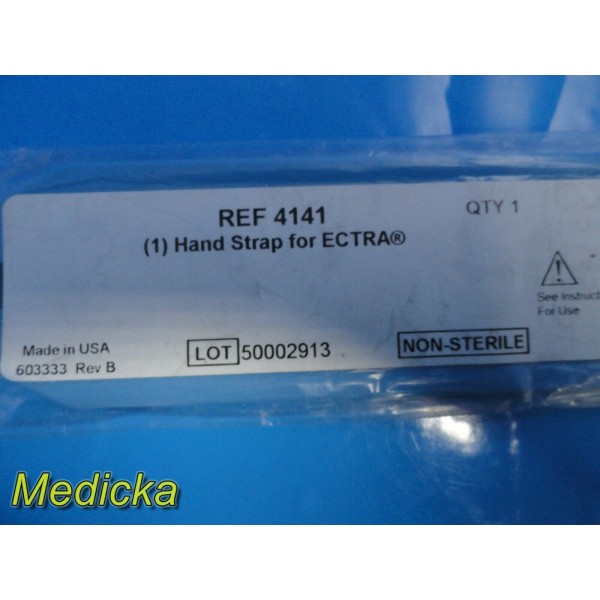 REF 4141
QTY 1
(1) Hand Strap for ECTRA®
See Instruct
For Use
Made in USA
603333 Rev B
LOT 50002913
NON-STERILE
Medicka